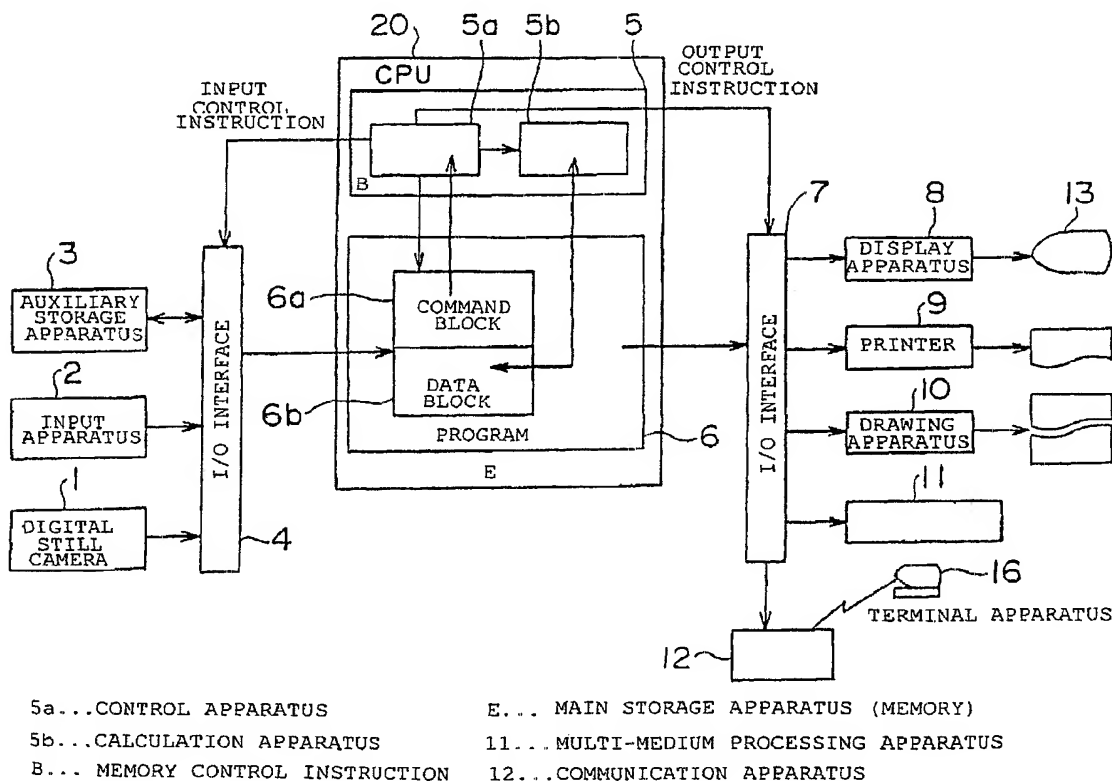 20
5a
5b
5
CPU
INPUT
CONTROL
INSTRUCTION
OUTPUT
CONTROL
INSTRUCTION
B
3
AUXILIARY
STORAGE
APPARATUS
2
INPUT
APPARATUS
1
DIGITAL
STILL
CAMERA
I/O INTERFACE
4
6a
COMMAND
BLOCK
6b
DATA
BLOCK
PROGRAM
6
E
7
I/O INTERFACE
8
DISPLAY
APPARATUS
13
9
PRINTER
10
DRAWING
APPARATUS
11
16
TERMINAL APPARATUS
12
5a...CONTROL APPARATUS
5b...CALCULATION APPARATUS
B... MEMORY CONTROL INSTRUCTION
E... MAIN STORAGE APPARATUS (MEMORY)
11...MULTI-MEDIUM PROCESSING APPARATUS
12...COMMUNICATION APPARATUS